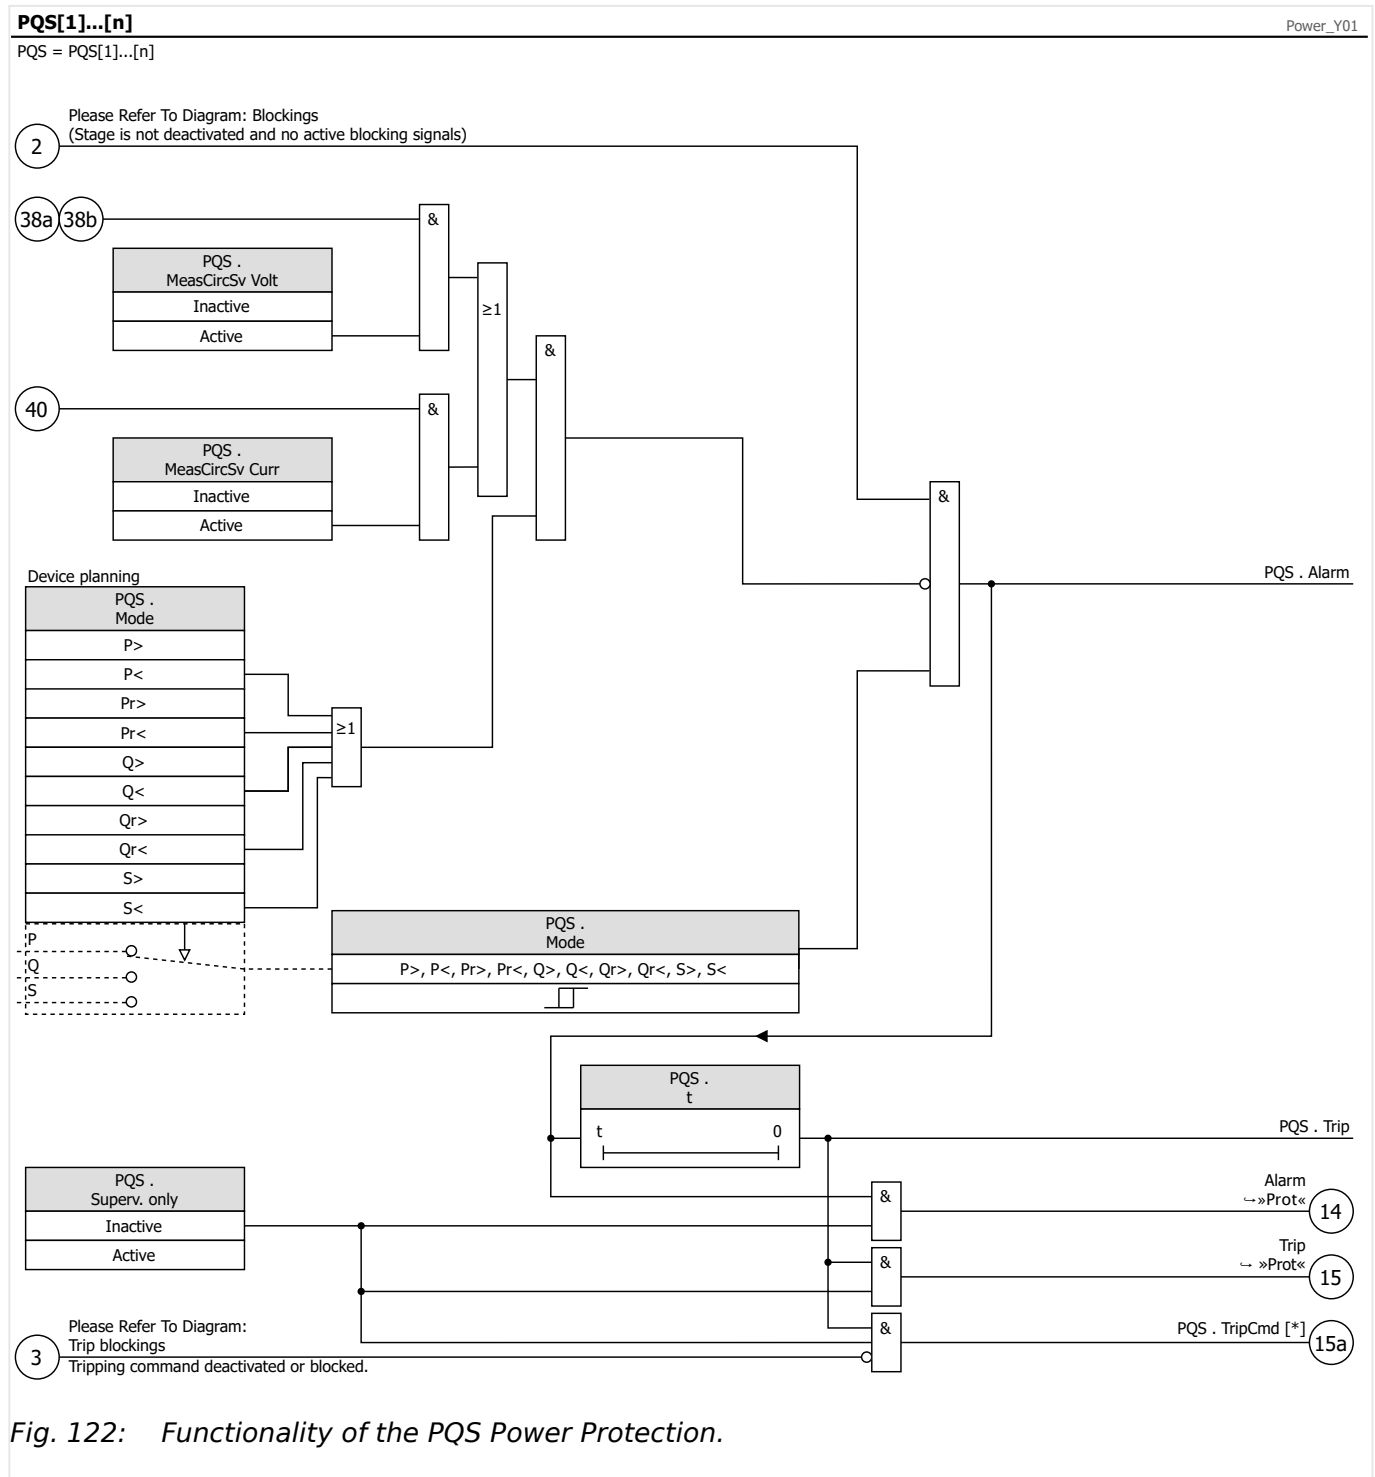 PQS[1]...[n]
Power_Y01
PQS = PQS[1]...[n]
Please Refer To Diagram: Blockings
(Stage is not deactivated and no active blocking signals)
2
38a 38b
&
PQS .
MeasCircSv Volt
Inactive
Active
≥1
&
40
&
PQS .
MeasCircSv Curr
Inactive
Active
&
PQS . Alarm
Device planning
PQS .
Mode
P>
P<
Pr>
Pr<
Q>
Q<
Qr>
Qr<
S>
S<
≥1
P
Q
S
PQS .
Mode
P>, P<, Pr>, Pr<, Q>, Q<, Qr>, Qr<, S>, S<
PQS .
t
t 0
PQS . Trip
PQS .
Superv. only
Inactive
Active
&
Alarm
↪»Prot«
14
&
Trip
↪ »Prot«
15
&
PQS . TripCmd [*]
15a
Please Refer To Diagram:
Trip blockings
3
Tripping command deactivated or blocked.
Fig. 122: Functionality of the PQS Power Protection.